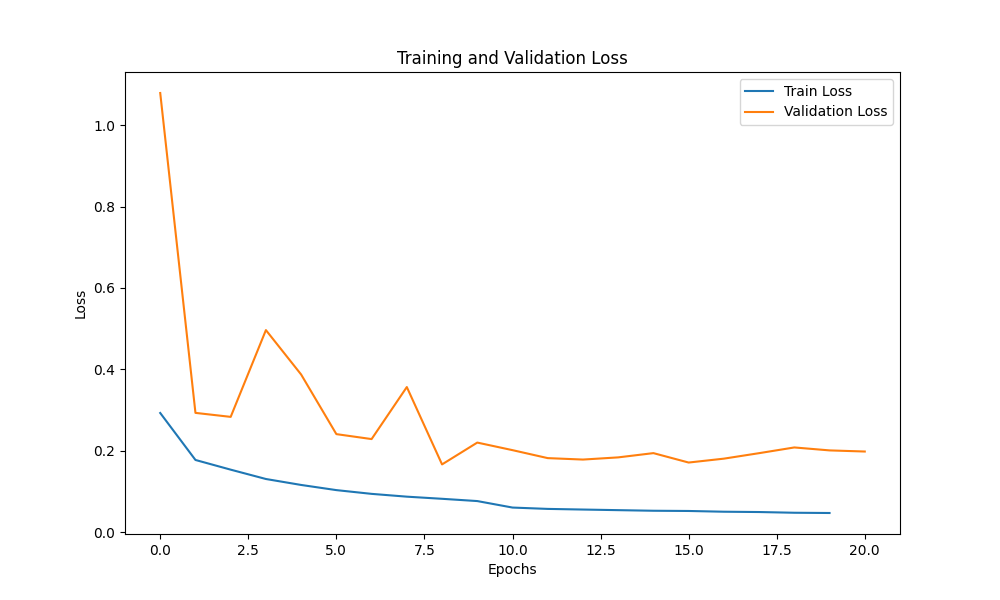 Training and Validation Loss
Train Loss
Validation Loss
1.0
0.8
0.6
0.4
0.2
0.0
Loss
0.0 2.5 5.0 7.5 10.0 12.5 15.0 17.5 20.0
Epochs